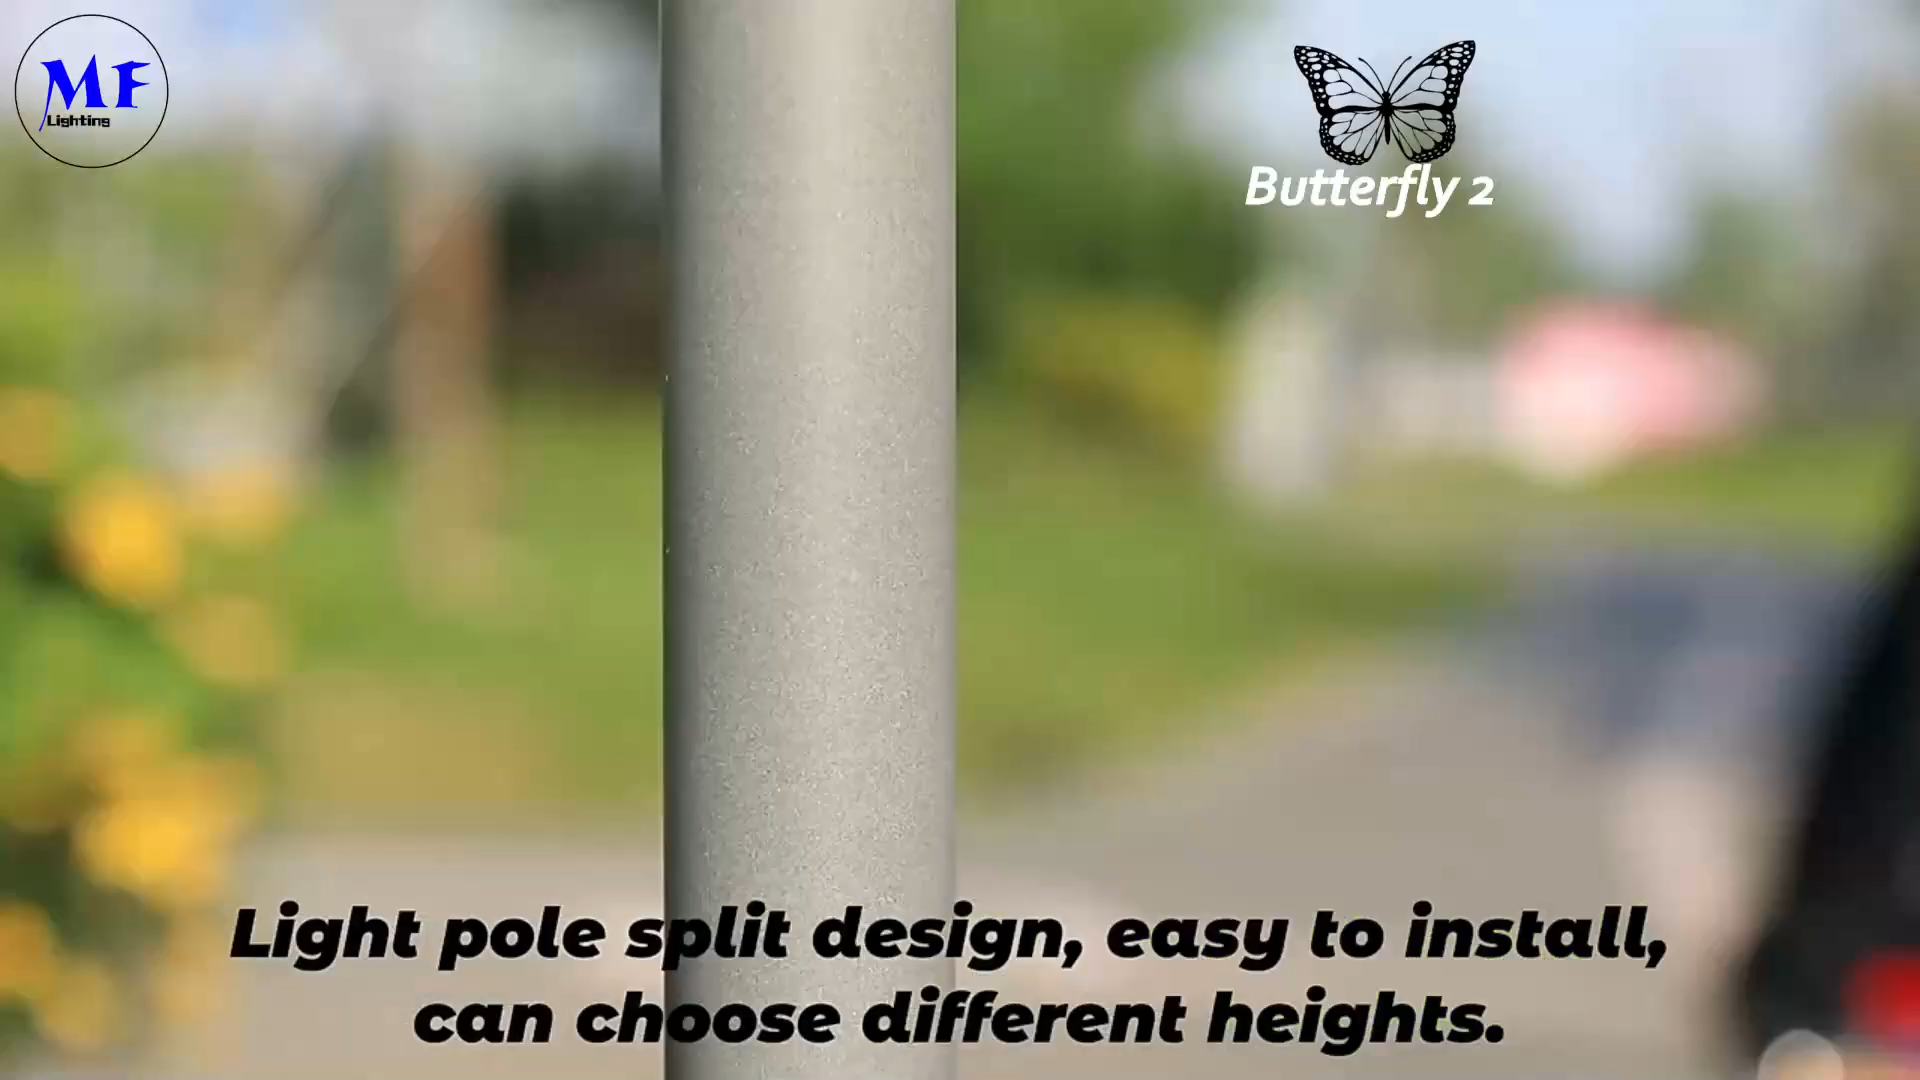 MF
Lighting
Butterfly 2
Light pole split design, easy to install,
can choose different heights.